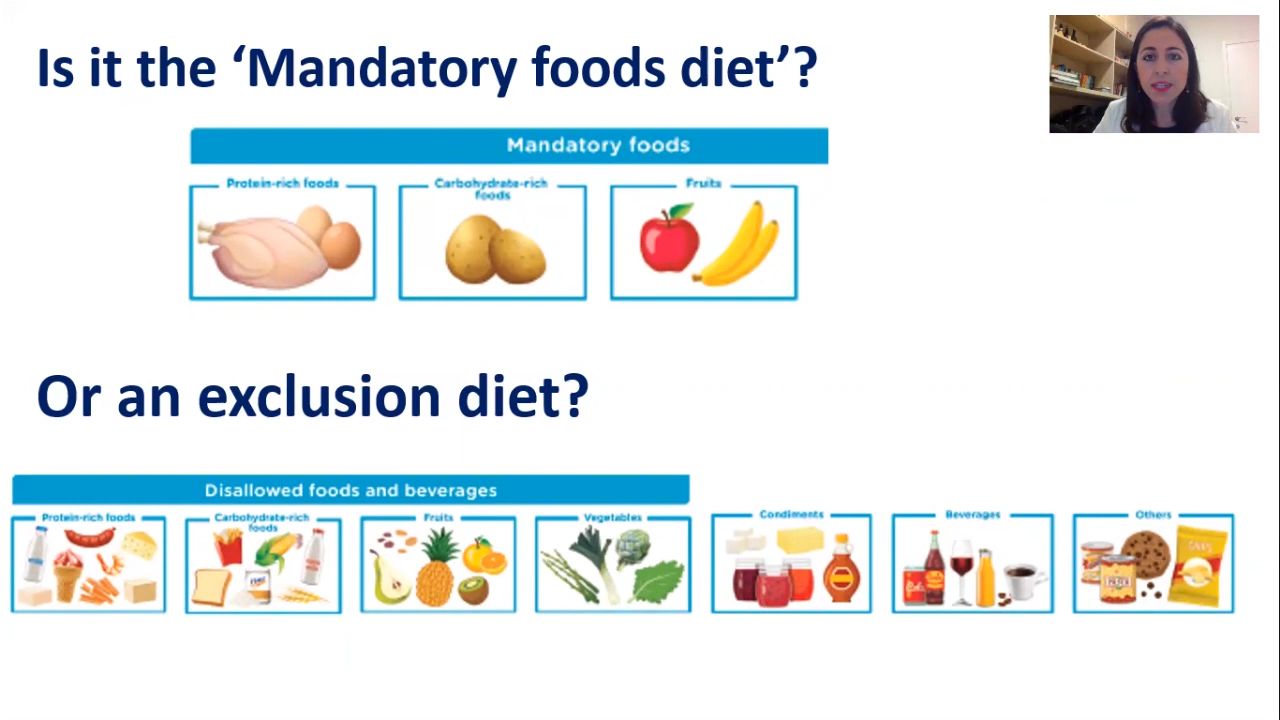 Is it the ‘Mandatory foods diet’?
Mandatory foods
Protein-rich foods
Carbohydrate-rich
foods
Fruits
Or an exclusion diet?
Disallowed foods and beverages
Protein-rich foods
Carbohydrate-rich
foods
Fruits
Vegetables
Condiments
Beverages
Others